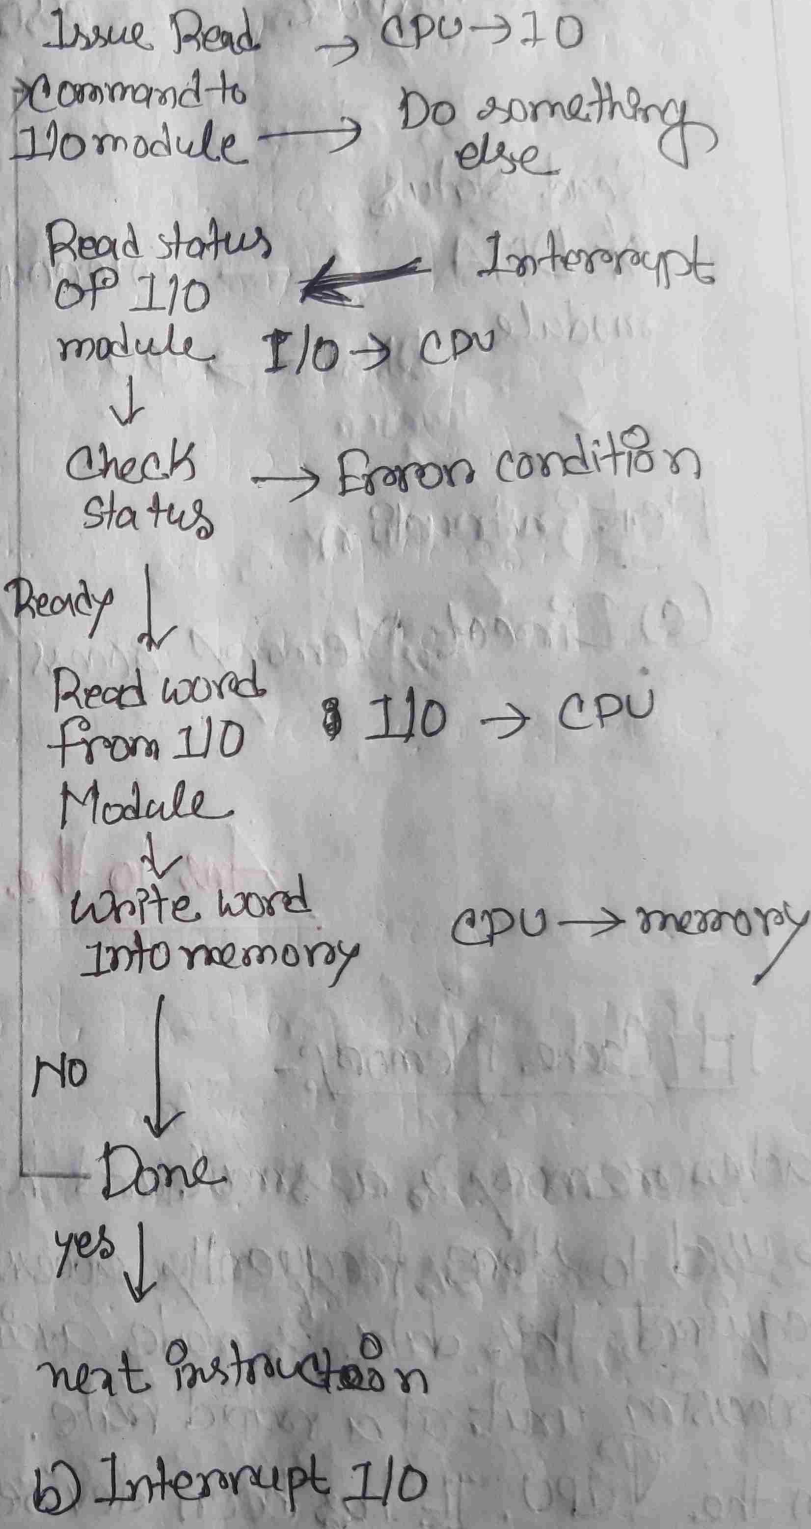 Issue Read → CPU → IO
Command to
I/O module → Do something
else
Read status
of I/O ← Interrupt
module I/O → CPU
↓
Check → Error condition
status
Ready ↓
Read word
from I/O I/O → CPU
Module
↓
Write word
Into memory CPU → memory
No ↓
Done
yes ↓
next instruction
b) Interrupt I/O